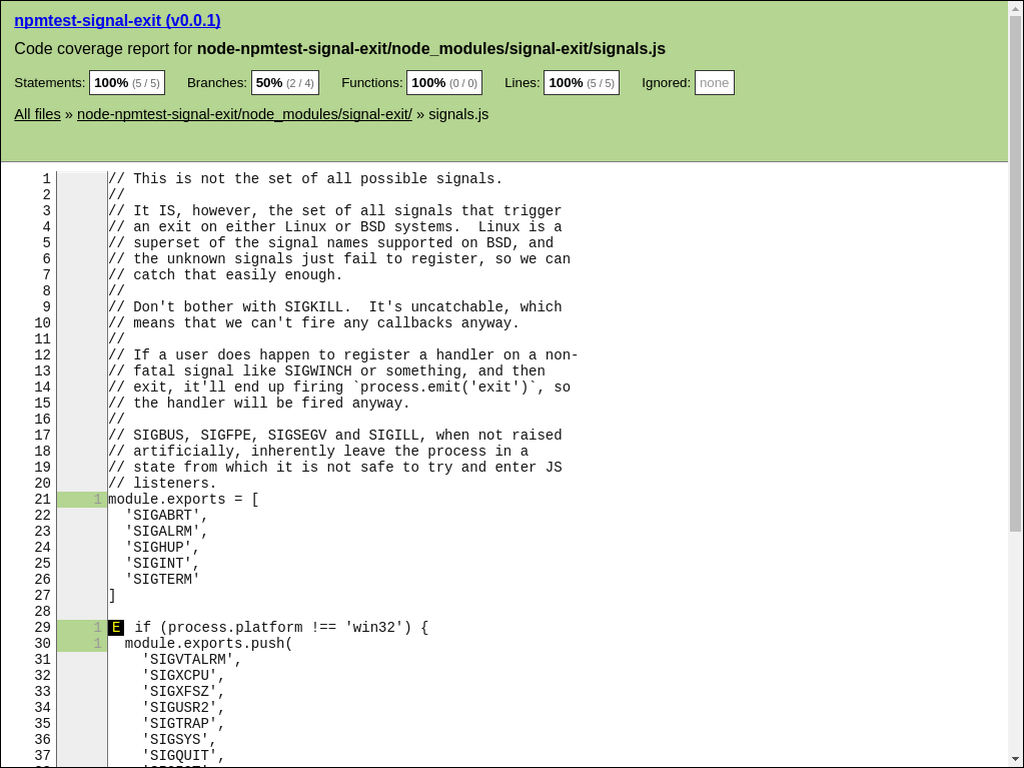 npmtest-signal-exit (v0.0.1)
Code coverage report for node-npmtest-signal-exit/node_modules/signal-exit/signals.js
Statements: 100% (5 / 5) Branches: 50% (2 / 4) Functions: 100% (0 / 0) Lines: 100% (5 / 5) Ignored: none
All files » node-npmtest-signal-exit/node_modules/signal-exit/ » signals.js
1 // This is not the set of all possible signals.
2 //
3 // It IS, however, the set of all signals that trigger
4 // an exit on either Linux or BSD systems.  Linux is a
5 // superset of the signal names supported on BSD, and
6 // the unknown signals just fail to register, so we can
7 // catch that easily enough.
8 //
9 // Don't bother with SIGKILL.  It's uncatchable, which
10 // means that we can't fire any callbacks anyway.
11 //
12 // If a user does happen to register a handler on a non-
13 // fatal signal like SIGWINCH or something, and then
14 // exit, it'll end up firing `process.emit('exit')`, so
15 // the handler will be fired anyway.
16 //
17 // SIGBUS, SIGFPE, SIGSEGV and SIGILL, when not raised
18 // artificially, inherently leave the process in a
19 // state from which it is not safe to try and enter JS
20 // listeners.
21 1 module.exports = [
22 'SIGABRT',
23 'SIGALRM',
24 'SIGHUP',
25 'SIGINT',
26 'SIGTERM'
27 ]
28
29 1 E if (process.platform !== 'win32') {
30 1 module.exports.push(
31 'SIGVTALRM',
32 'SIGXCPU',
33 'SIGXFSZ',
34 'SIGUSR2',
35 'SIGTRAP',
36 'SIGSYS',
37 'SIGQUIT',